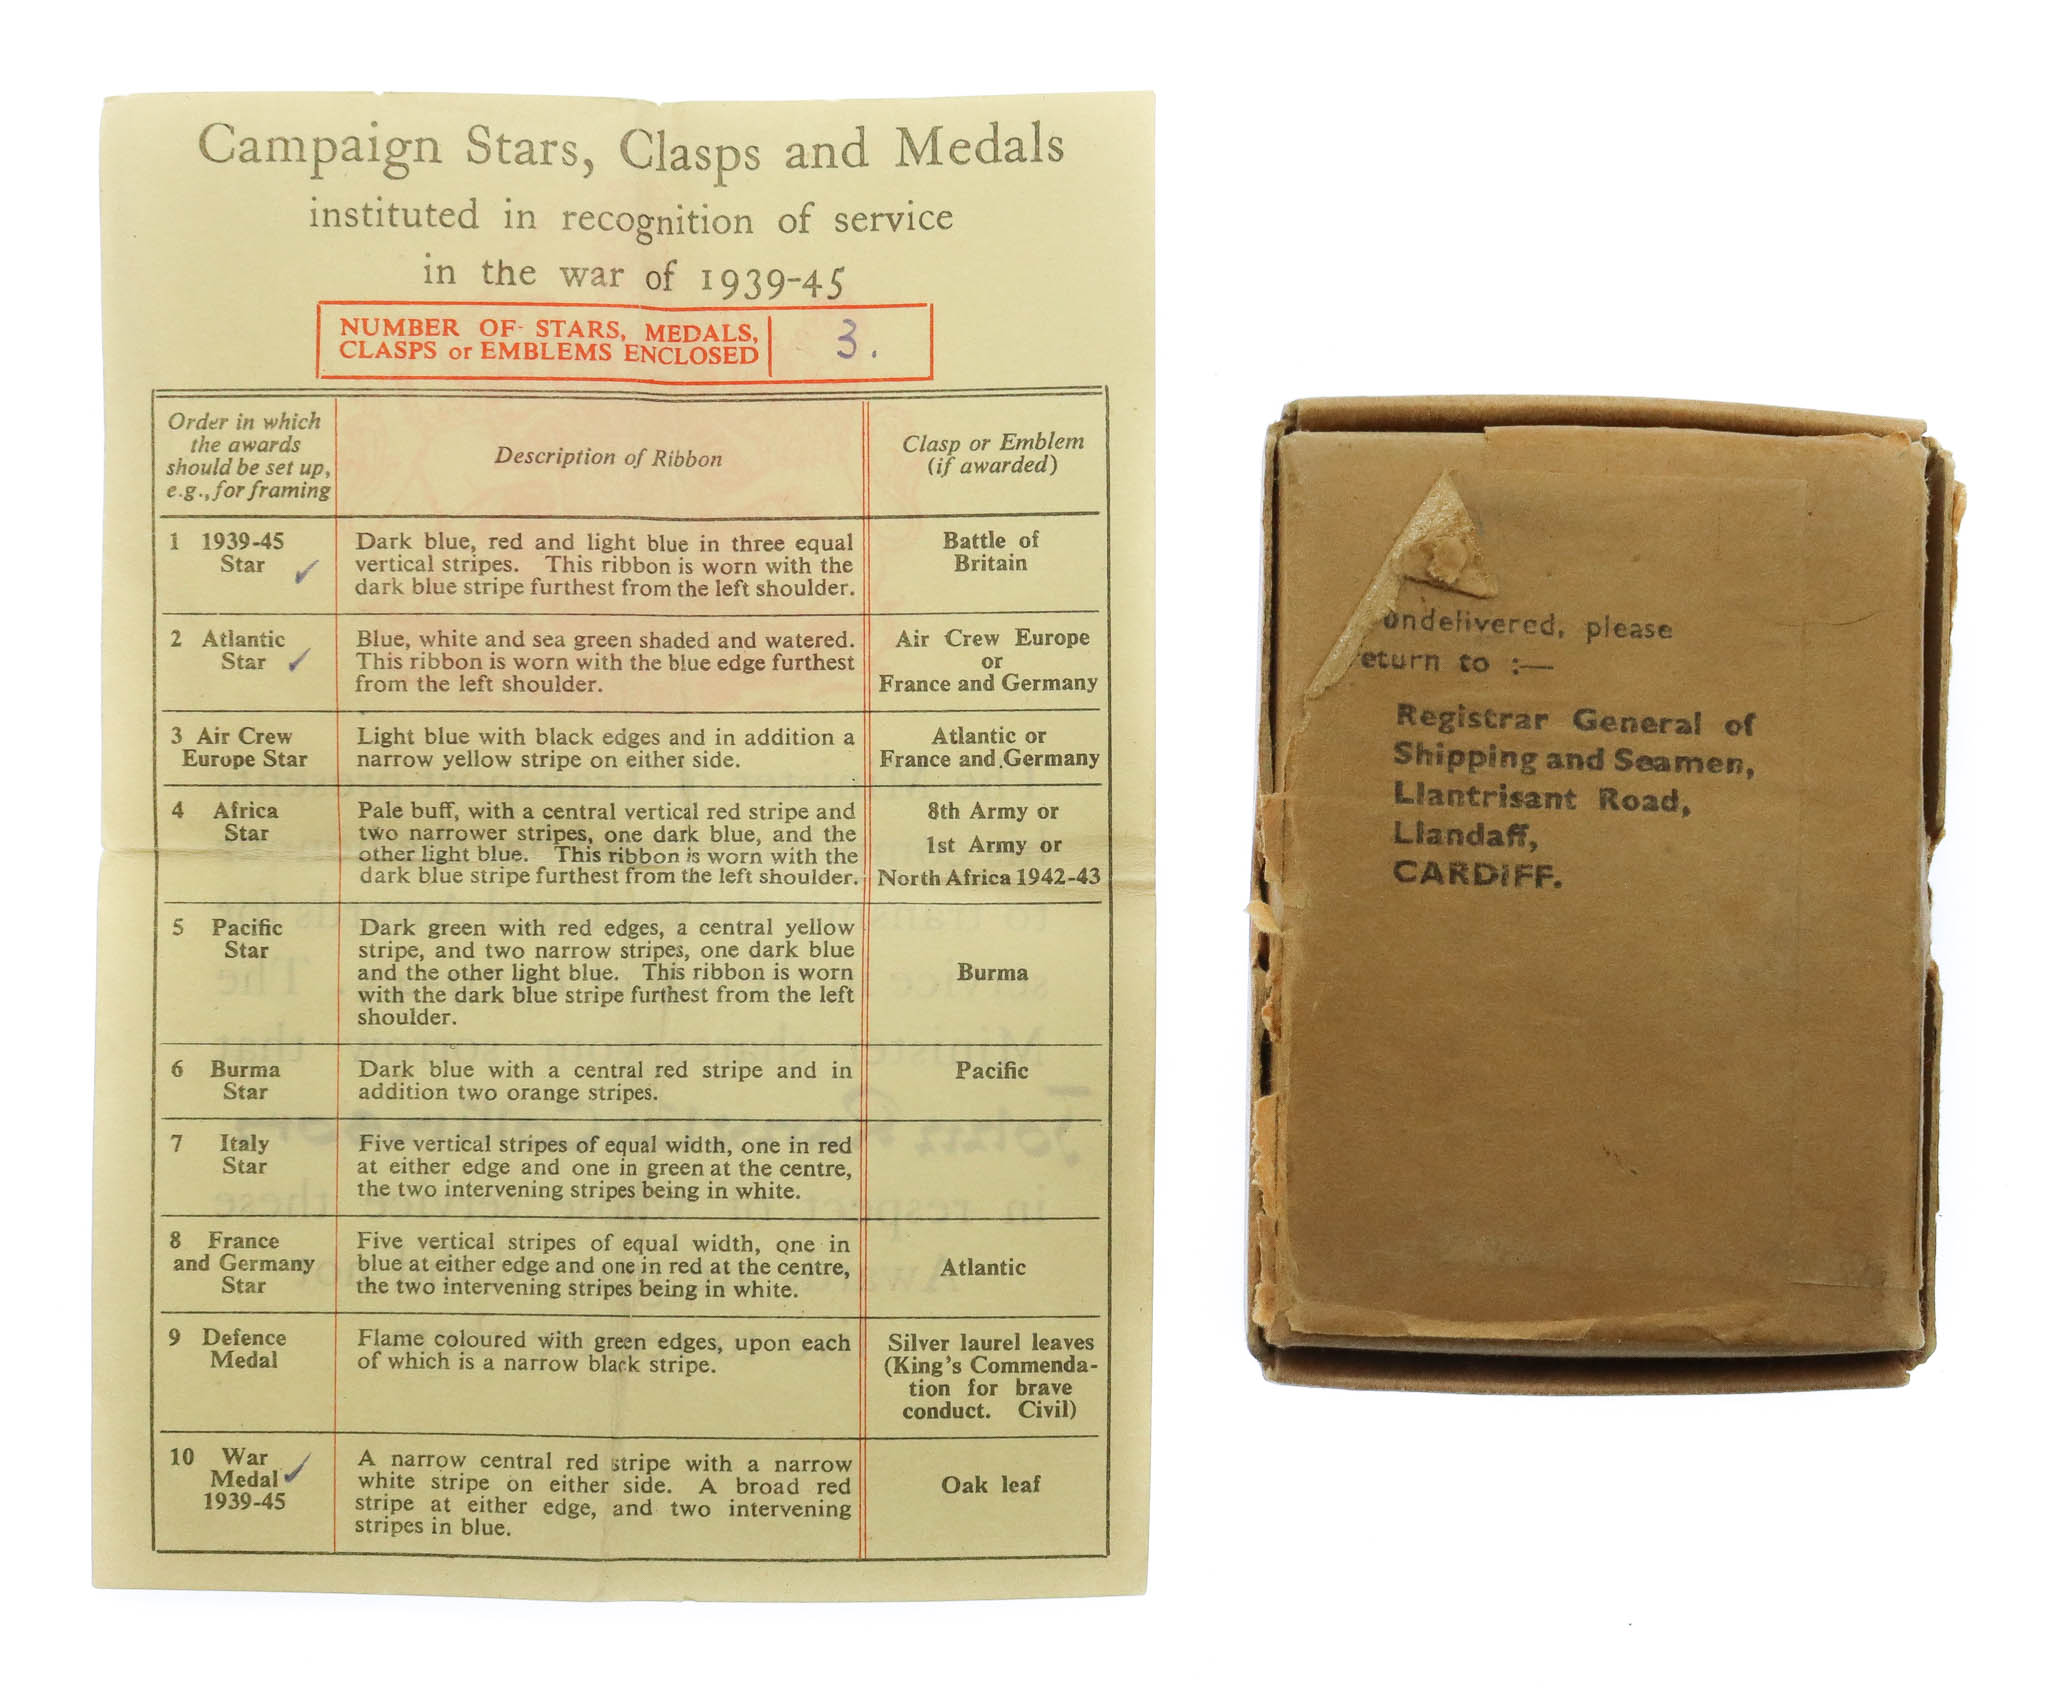 Campaign Stars, Clasps and Medals
instituted in recognition of service
in the war of 1939-45
NUMBER OF STARS, MEDALS,
CLASPS or EMBLEMS ENCLOSED
3.
Order in which
the awards
should be set up,
e.g., for framing
Description of Ribbon
Clasp or Emblem
(if awarded)
1 1939-45
Star ✓
Dark blue, red and light blue in three equal
vertical stripes. This ribbon is worn with the
dark blue stripe furthest from the left shoulder.
Battle of
Britain
2 Atlantic
Star ✓
Blue, white and sea green shaded and watered.
This ribbon is worn with the blue edge furthest
from the left shoulder.
Air Crew Europe
or
France and Germany
3 Air Crew
Europe Star
Light blue with black edges and in addition a
narrow yellow stripe on either side.
Atlantic or
France and Germany
4 Africa
Star
Pale buff, with a central vertical red stripe and
two narrower stripes, one dark blue, and the
other light blue. This ribbon is worn with the
dark blue stripe furthest from the left shoulder.
8th Army or
1st Army or
North Africa 1942-43
5 Pacific
Star
Dark green with red edges, a central yellow
stripe, and two narrow stripes, one dark blue
and the other light blue. This ribbon is worn
with the dark blue stripe furthest from the left
shoulder.
Burma
6 Burma
Star
Dark blue with a central red stripe and in
addition two orange stripes.
Pacific
7 Italy
Star
Five vertical stripes of equal width, one in red
at either edge and one in green at the centre,
the two intervening stripes being in white.
8 France
and Germany
Star
Five vertical stripes of equal width, one in
blue at either edge and one in red at the centre,
the two intervening stripes being in white.
Atlantic
9 Defence
Medal
Flame coloured with green edges, upon each
of which is a narrow black stripe.
Silver laurel leaves
(King's Commenda-
tion for brave
conduct. Civil)
10 War
Medal ✓
1939-45
A narrow central red stripe with a narrow
white stripe on either side. A broad red
stripe at either edge, and two intervening
stripes in blue.
Oak leaf
undelivered, please
eturn to :—
Registrar General of
Shipping and Seamen,
Llantrisant Road,
Llandaff,
CARDIFF.